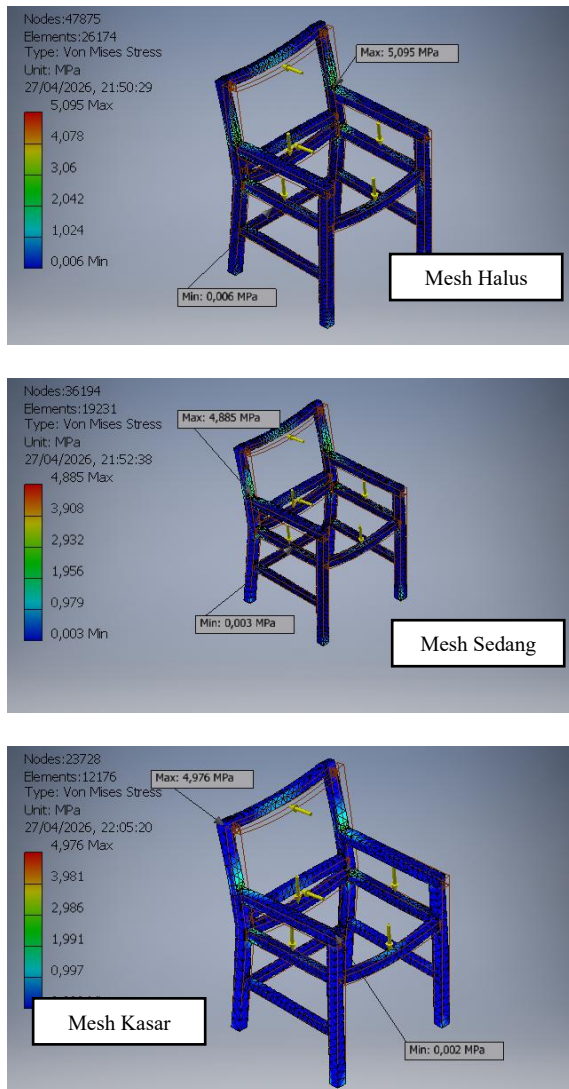 Nodes:47875
Elements:26174
Type: Von Mises Stress
Unit: MPa
27/04/2026, 21:50:29
5,095 Max
4,078
3,06
2,042
1,024
0,006 Min
Max: 5,095 MPa
Min: 0,006 MPa
Mesh Halus
Nodes:36194
Elements:19231
Type: Von Mises Stress
Unit: MPa
27/04/2026, 21:52:38
4,885 Max
3,908
2,932
1,956
0,979
0,003 Min
Max: 4,885 MPa
Min: 0,003 MPa
Mesh Sedang
Nodes:23728
Elements:12176
Type: Von Mises Stress
Unit: MPa
27/04/2026, 22:05:20
4,976 Max
3,981
2,986
1,991
0,997
Max: 4,976 MPa
Min: 0,002 MPa
Mesh Kasar